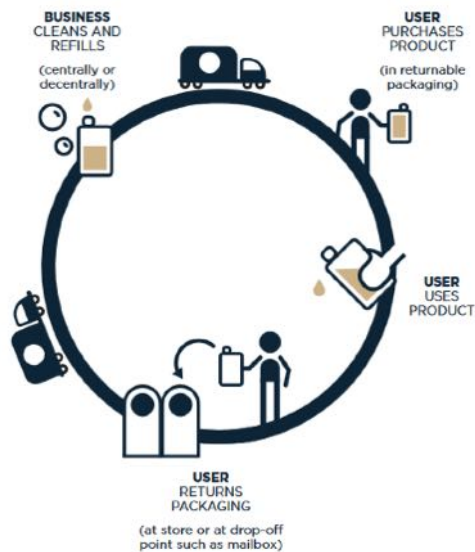 BUSINESS
CLEANS AND
REFILLS
(centrally or
decentrally)
USER
PURCHASES
PRODUCT
(in returnable
packaging)
USER
USES
PRODUCT
USER
RETURNS
PACKAGING
(at store or at drop-off
point such as mailbox)